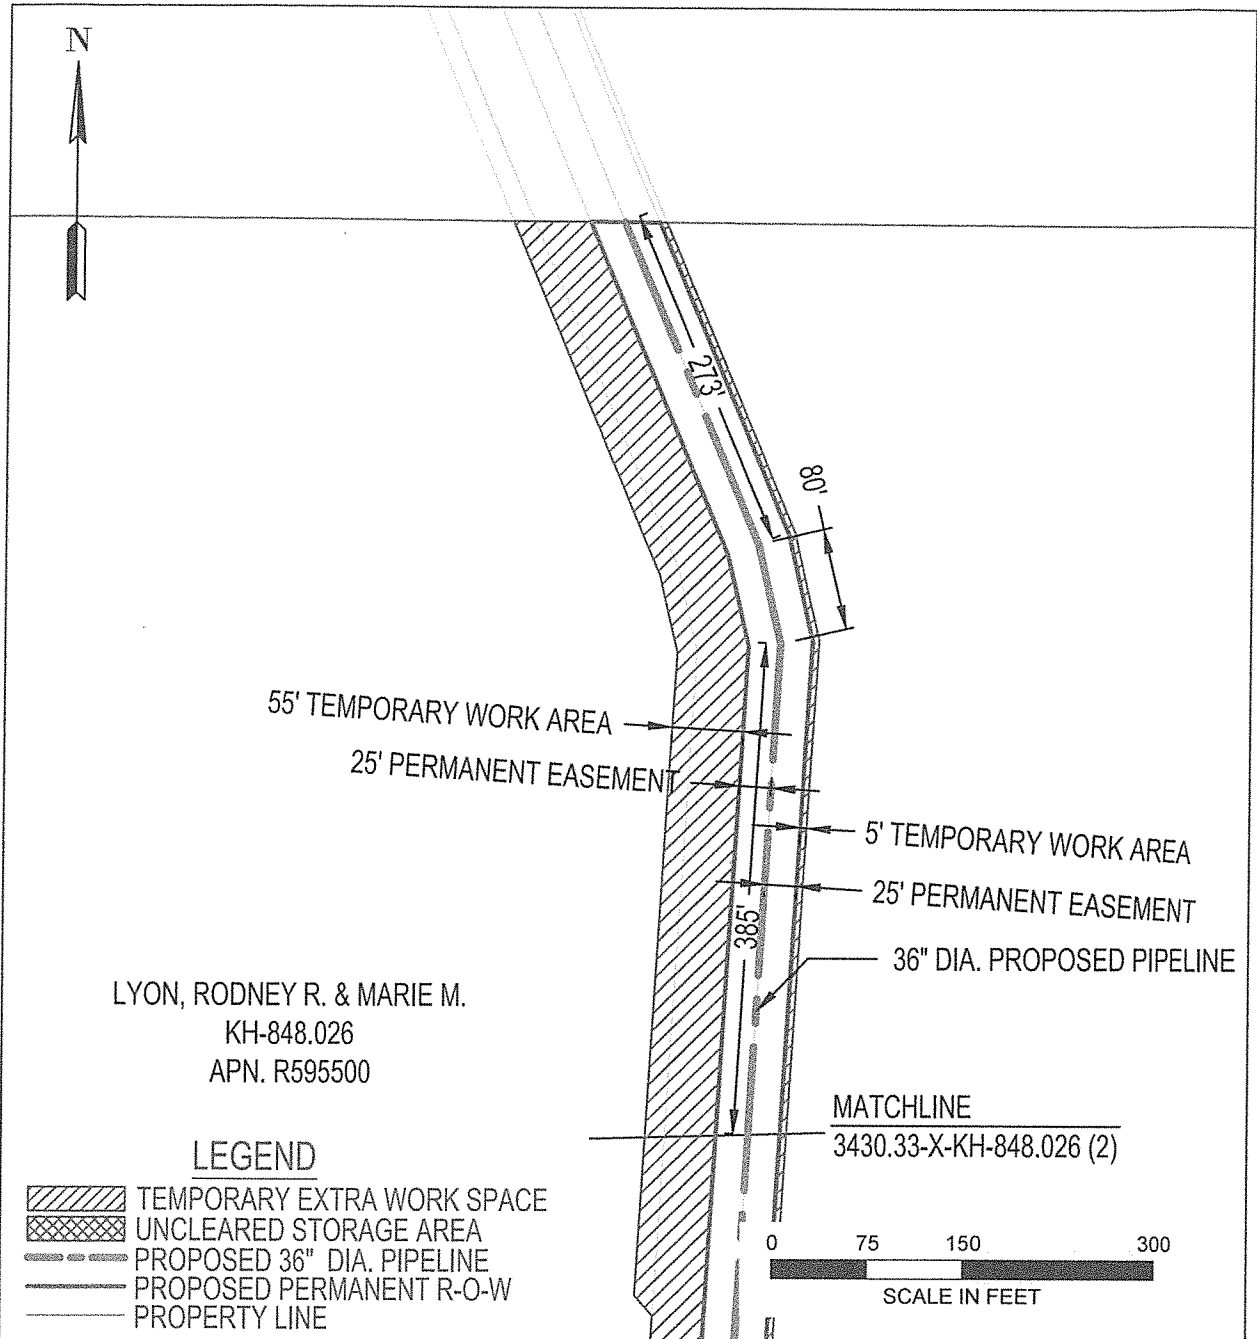 N
273'
80'
55' TEMPORARY WORK AREA
25' PERMANENT EASEMENT
5' TEMPORARY WORK AREA
25' PERMANENT EASEMENT
385'
36" DIA. PROPOSED PIPELINE
LYON, RODNEY R. & MARIE M.
KH-848.026
APN. R595500
MATCHLINE
3430.33-X-KH-848.026 (2)
LEGEND
TEMPORARY EXTRA WORK SPACE
UNCLEARED STORAGE AREA
PROPOSED 36" DIA. PIPELINE
PROPOSED PERMANENT R-O-W
PROPERTY LINE
0 75 150 300
SCALE IN FEET